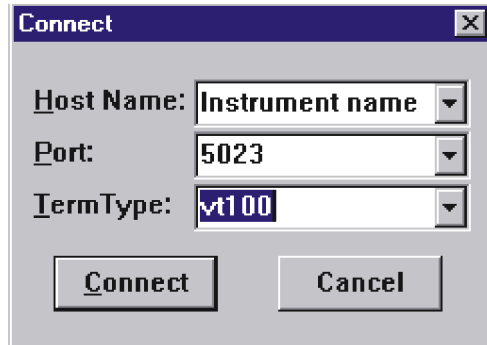 Connect
Host Name: Instrument name
Port: 5023
TermType: vt100
Connect Cancel